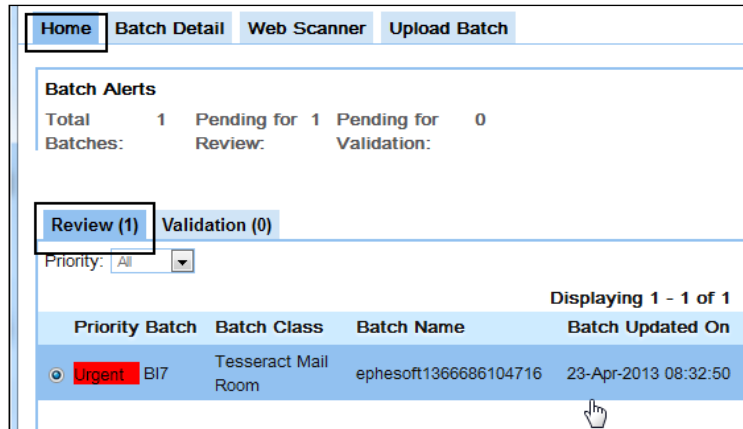 Home Batch Detail Web Scanner Upload Batch
Batch Alerts
Total 1 Pending for 1 Pending for 0
Batches: Review: Validation:
Review (1) Validation (0)
Priority: All
Displaying 1 - 1 of 1
Priority Batch Batch Class Batch Name Batch Updated On
Urgent BI7 Tesseract Mail Room ephesoft1366686104716 23-Apr-2013 08:32:50